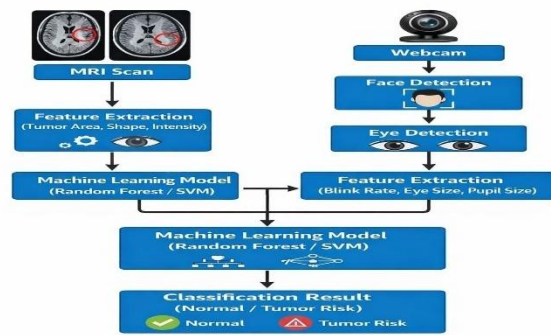 MRI Scan
Feature Extraction
(Tumor Area, Shape, Intensity)
Machine Learning Model
(Random Forest / SVM)
Webcam
Face Detection
Eye Detection
Feature Extraction
(Blink Rate, Eye Size, Pupil Size)
Machine Learning Model
(Random Forest / SVM)
Classification Result
(Normal / Tumor Risk)
Normal
Tumor Risk